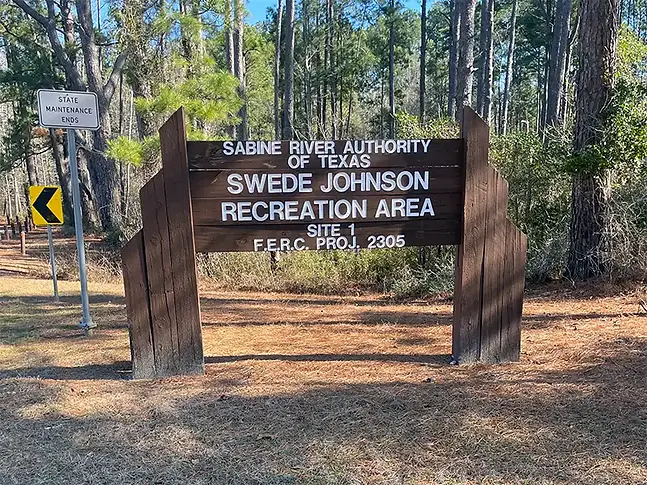 STATE
MAINTENANCE
ENDS
SABINE RIVER AUTHORITY
OF TEXAS
SWEDE JOHNSON
RECREATION AREA
SITE 1
F.E.R.C. PROJ. 2305